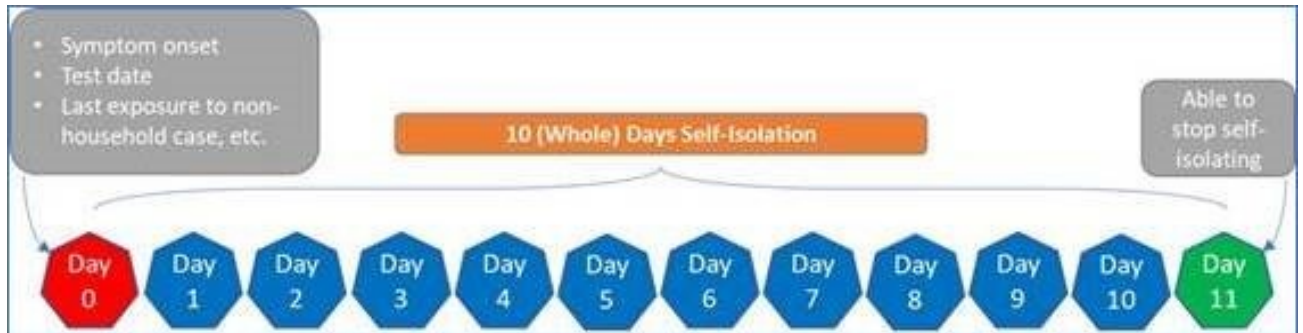 • Symptom onset
• Test date
• Last exposure to non-
household case, etc.
10 (Whole) Days Self-Isolation
Able to
stop self-
isolating
Day
0
Day
1
Day
2
Day
3
Day
4
Day
5
Day
6
Day
7
Day
8
Day
9
Day
10
Day
11